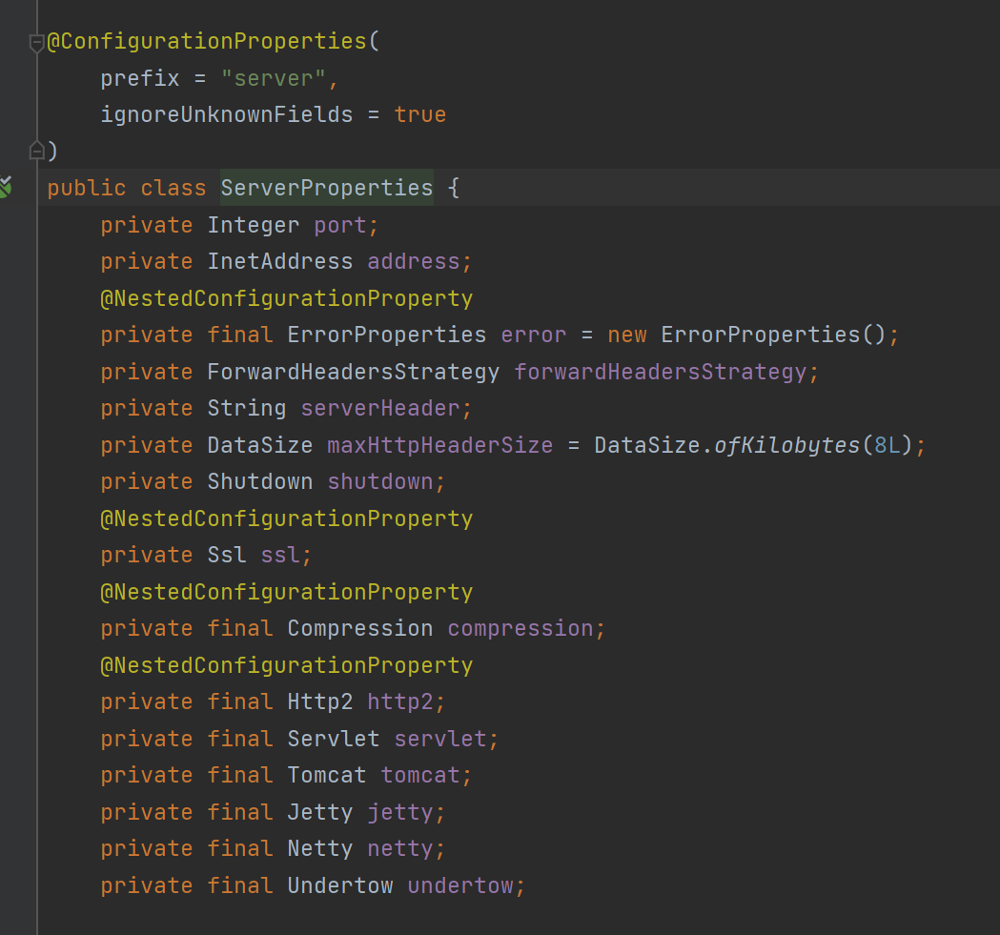 @ConfigurationProperties(
    prefix = "server",
    ignoreUnknownFields = true
)
public class ServerProperties {
    private Integer port;
    private InetAddress address;
    @NestedConfigurationProperty
    private final ErrorProperties error = new ErrorProperties();
    private ForwardHeadersStrategy forwardHeadersStrategy;
    private String serverHeader;
    private DataSize maxHttpHeaderSize = DataSize.ofKilobytes(8L);
    private Shutdown shutdown;
    @NestedConfigurationProperty
    private Ssl ssl;
    @NestedConfigurationProperty
    private final Compression compression;
    @NestedConfigurationProperty
    private final Http2 http2;
    private final Servlet servlet;
    private final Tomcat tomcat;
    private final Jetty jetty;
    private final Netty netty;
    private final Undertow undertow;